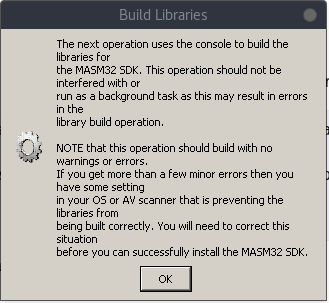 Build Libraries
The next operation uses the console to build the
libraries for
the MASM32 SDK. This operation should not be
interfered with or
run as a background task as this may result in errors
in the
library build operation.
NOTE that this operation should build with no
warnings or errors.
If you get more than a few minor errors then you
have some setting
in your OS or AV scanner that is preventing the
libraries from
being built correctly. You will need to correct this
situation
before you can successfully install the MASM32 SDK.
OK